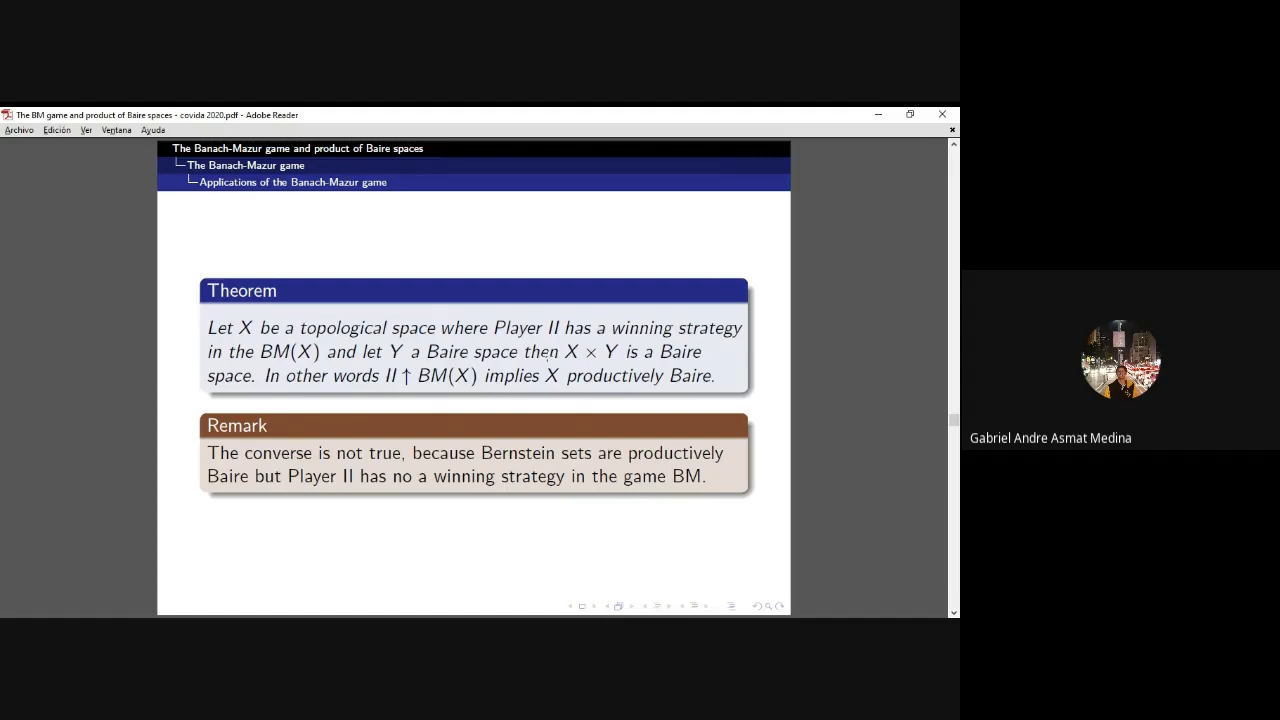 The BM game and product of Baire spaces - covida 2020.pdf - Adobe Reader
Archivo Edición Ver Ventana Ayuda
The Banach-Mazur game and product of Baire spaces
The Banach-Mazur game
Applications of the Banach-Mazur game
Theorem
Let X be a topological space where Player II has a winning strategy
in the BM(X) and let Y a Baire space then X × Y is a Baire
space. In other words II ↑ BM(X) implies X productively Baire.
Remark
The converse is not true, because Bernstein sets are productively
Baire but Player II has no a winning strategy in the game BM.
Gabriel Andre Asmat Medina